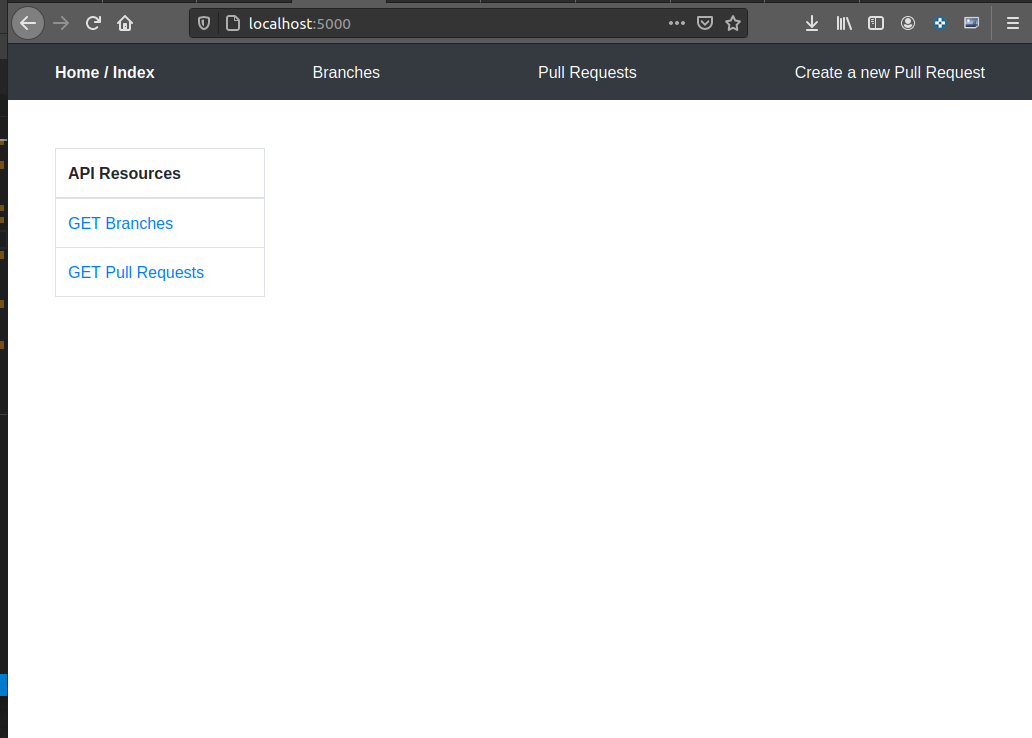 localhost:5000
Home / Index Branches Pull Requests Create a new Pull Request
API Resources
GET Branches
GET Pull Requests